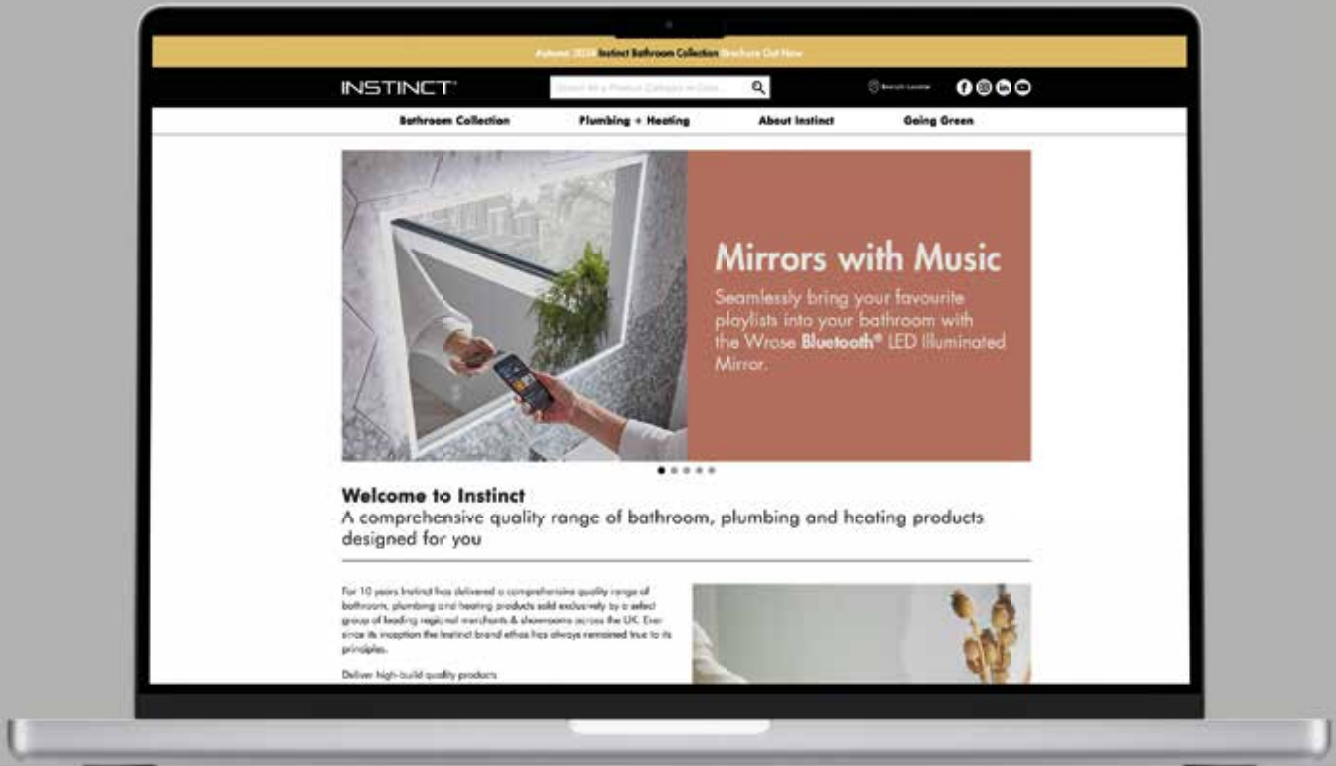 Autumn 2024 Instinct Bathroom Collection Brochure Out Now
INSTINCT
Bathroom Collection Plumbing + Heating About Instinct Going Green
Mirrors with Music
Seamlessly bring your favourite
playlists into your bathroom with
the Wrose Bluetooth® LED Illuminated
Mirror.
Welcome to Instinct
A comprehensive quality range of bathroom, plumbing and heating products
designed for you
For 10 years Instinct has delivered a comprehensive quality range of
bathroom, plumbing and heating products sold exclusively by a select
group of leading regional merchants & showrooms across the UK. Ever
since its inception the Instinct brand ethos has always remained true to its
principles.
Deliver high-build quality products